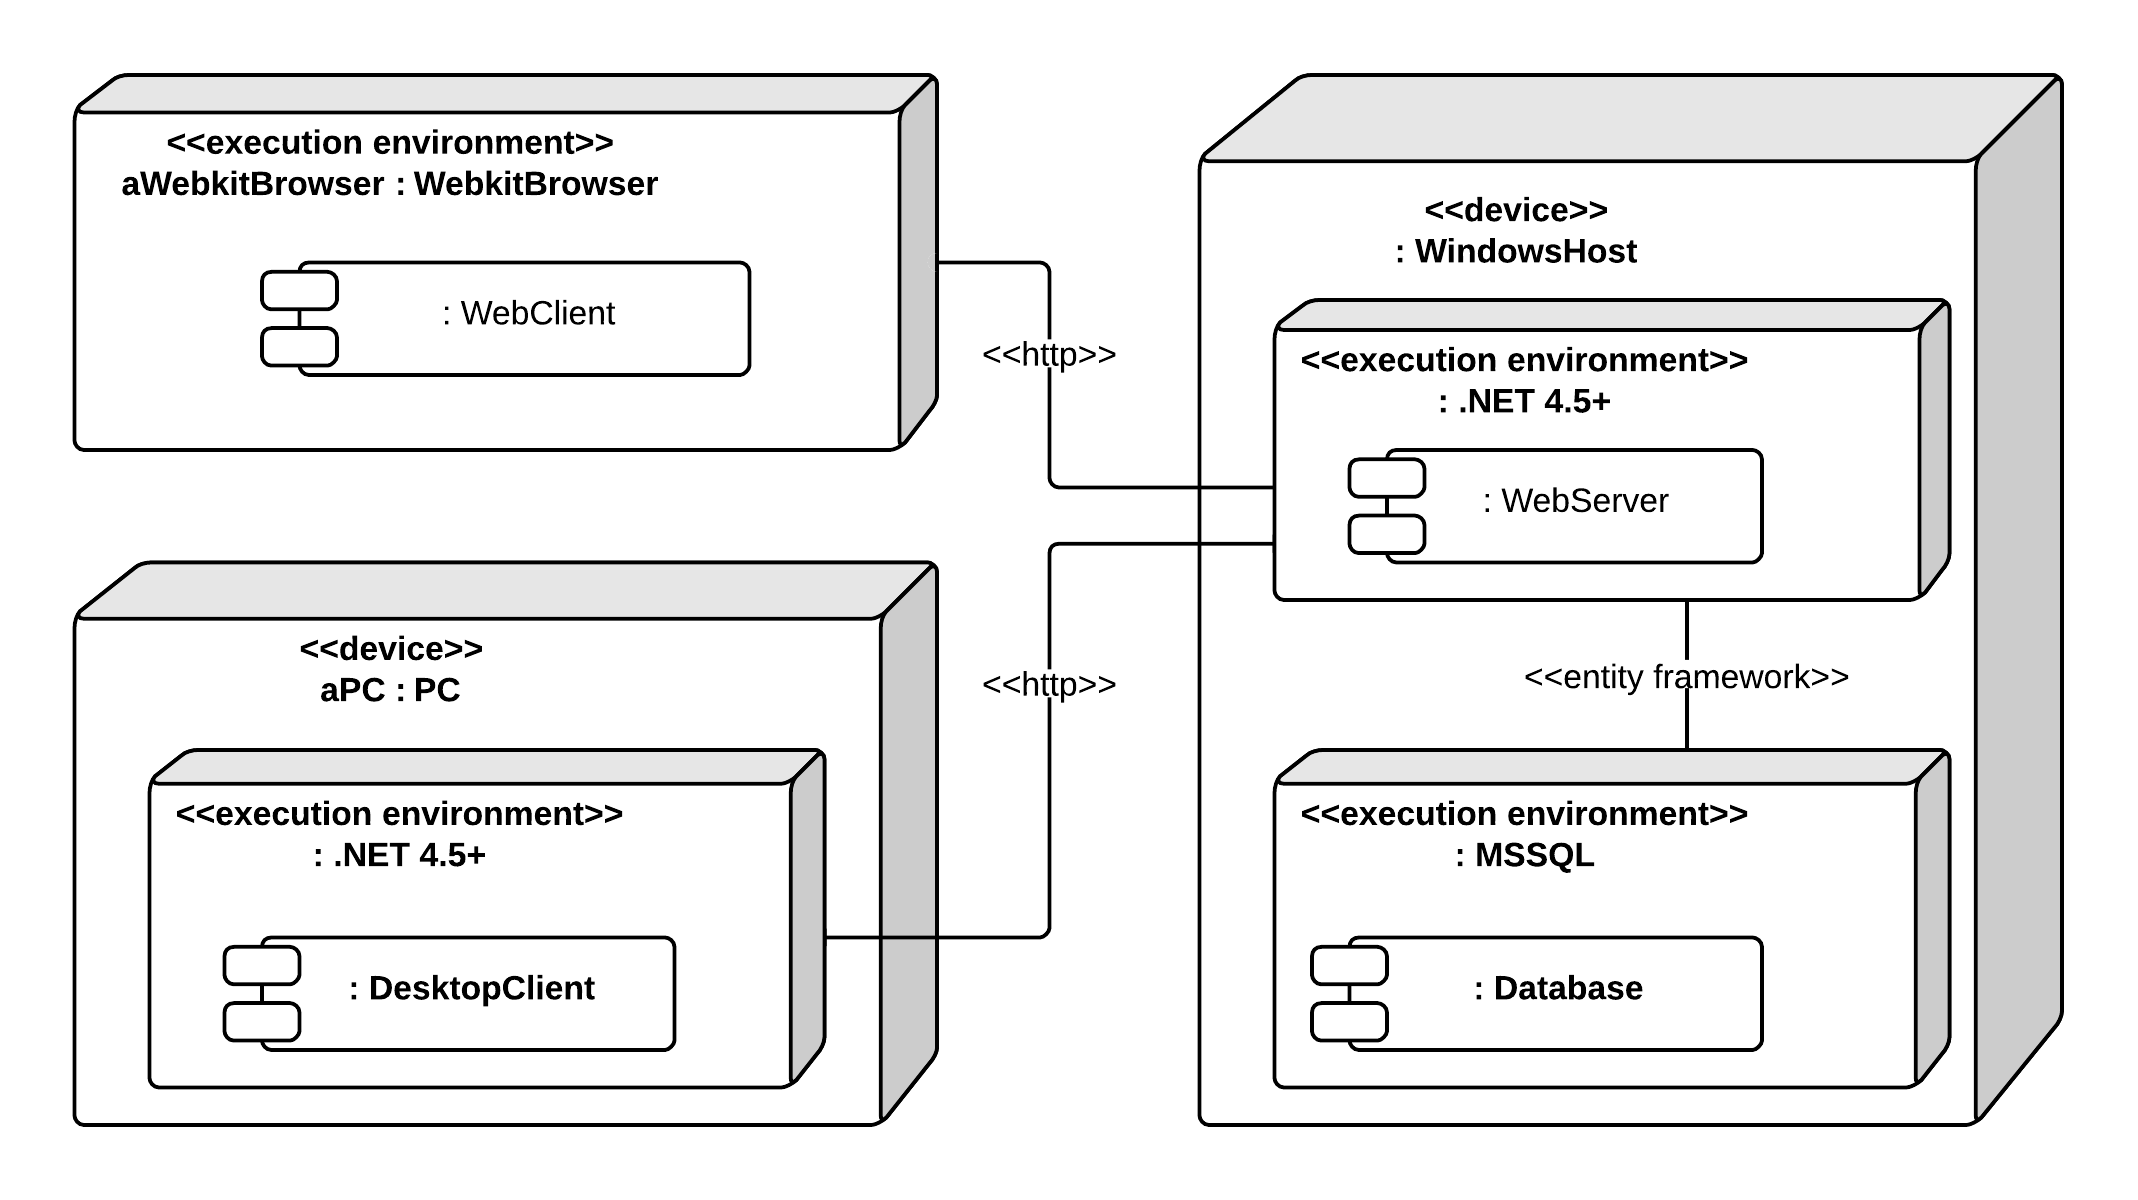 <<execution environment>>
aWebkitBrowser : WebkitBrowser
: WebClient
<<http>>
<<device>>
: WindowsHost
<<execution environment>>
: .NET 4.5+
: WebServer
<<entity framework>>
<<execution environment>>
: MSSQL
: Database
<<device>>
aPC : PC
<<execution environment>>
: .NET 4.5+
: DesktopClient
<<http>>